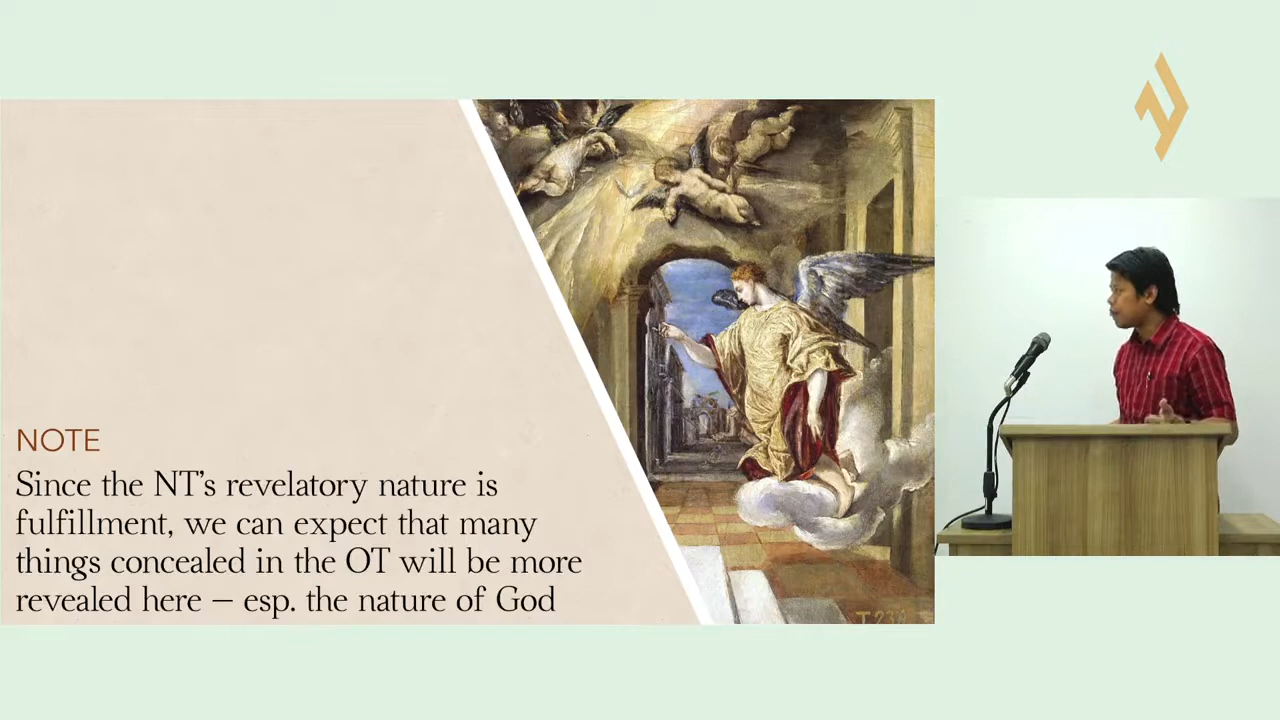 NOTE
Since the NT’s revelatory nature is
fulfillment, we can expect that many
things concealed in the OT will be more
revealed here – esp. the nature of God